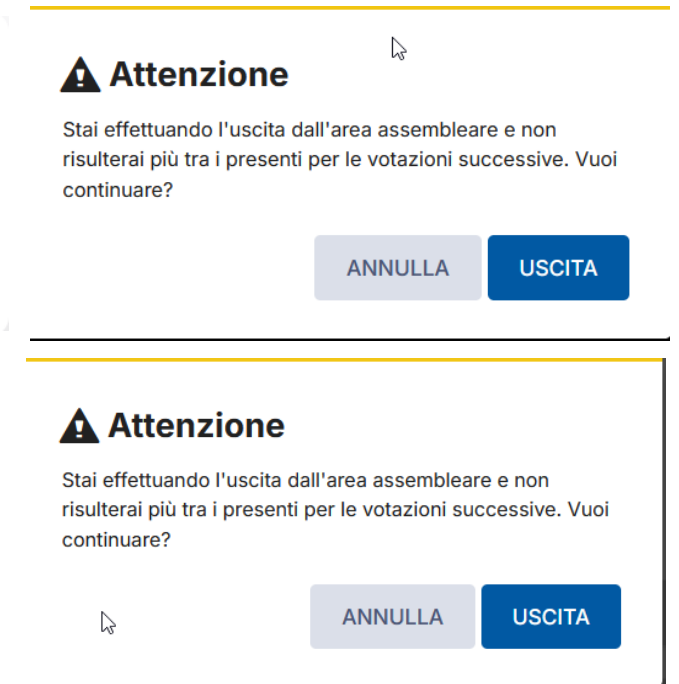 Attenzione
Stai effettuando l'uscita dall'area assembleare e non
risulterai più tra i presenti per le votazioni successive. Vuoi
continuare?
ANNULLA USCITA
Attenzione
Stai effettuando l'uscita dall'area assembleare e non
risulterai più tra i presenti per le votazioni successive. Vuoi
continuare?
ANNULLA USCITA